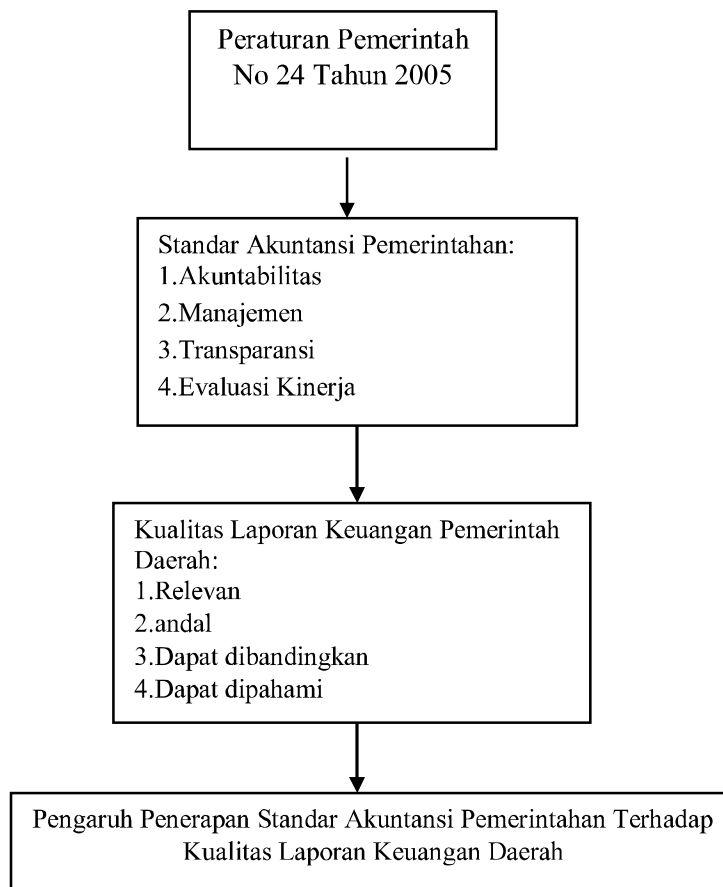 Peraturan Pemerintah
No 24 Tahun 2005
Standar Akuntansi Pemerintahan:
1.Akuntabilitas
2.Manajemen
3.Transparansi
4.Evaluasi Kinerja
Kualitas Laporan Keuangan Pemerintah
Daerah:
1.Relevan
2.andal
3.Dapat dibandingkan
4.Dapat dipahami
Pengaruh Penerapan Standar Akuntansi Pemerintahan Terhadap
Kualitas Laporan Keuangan Daerah